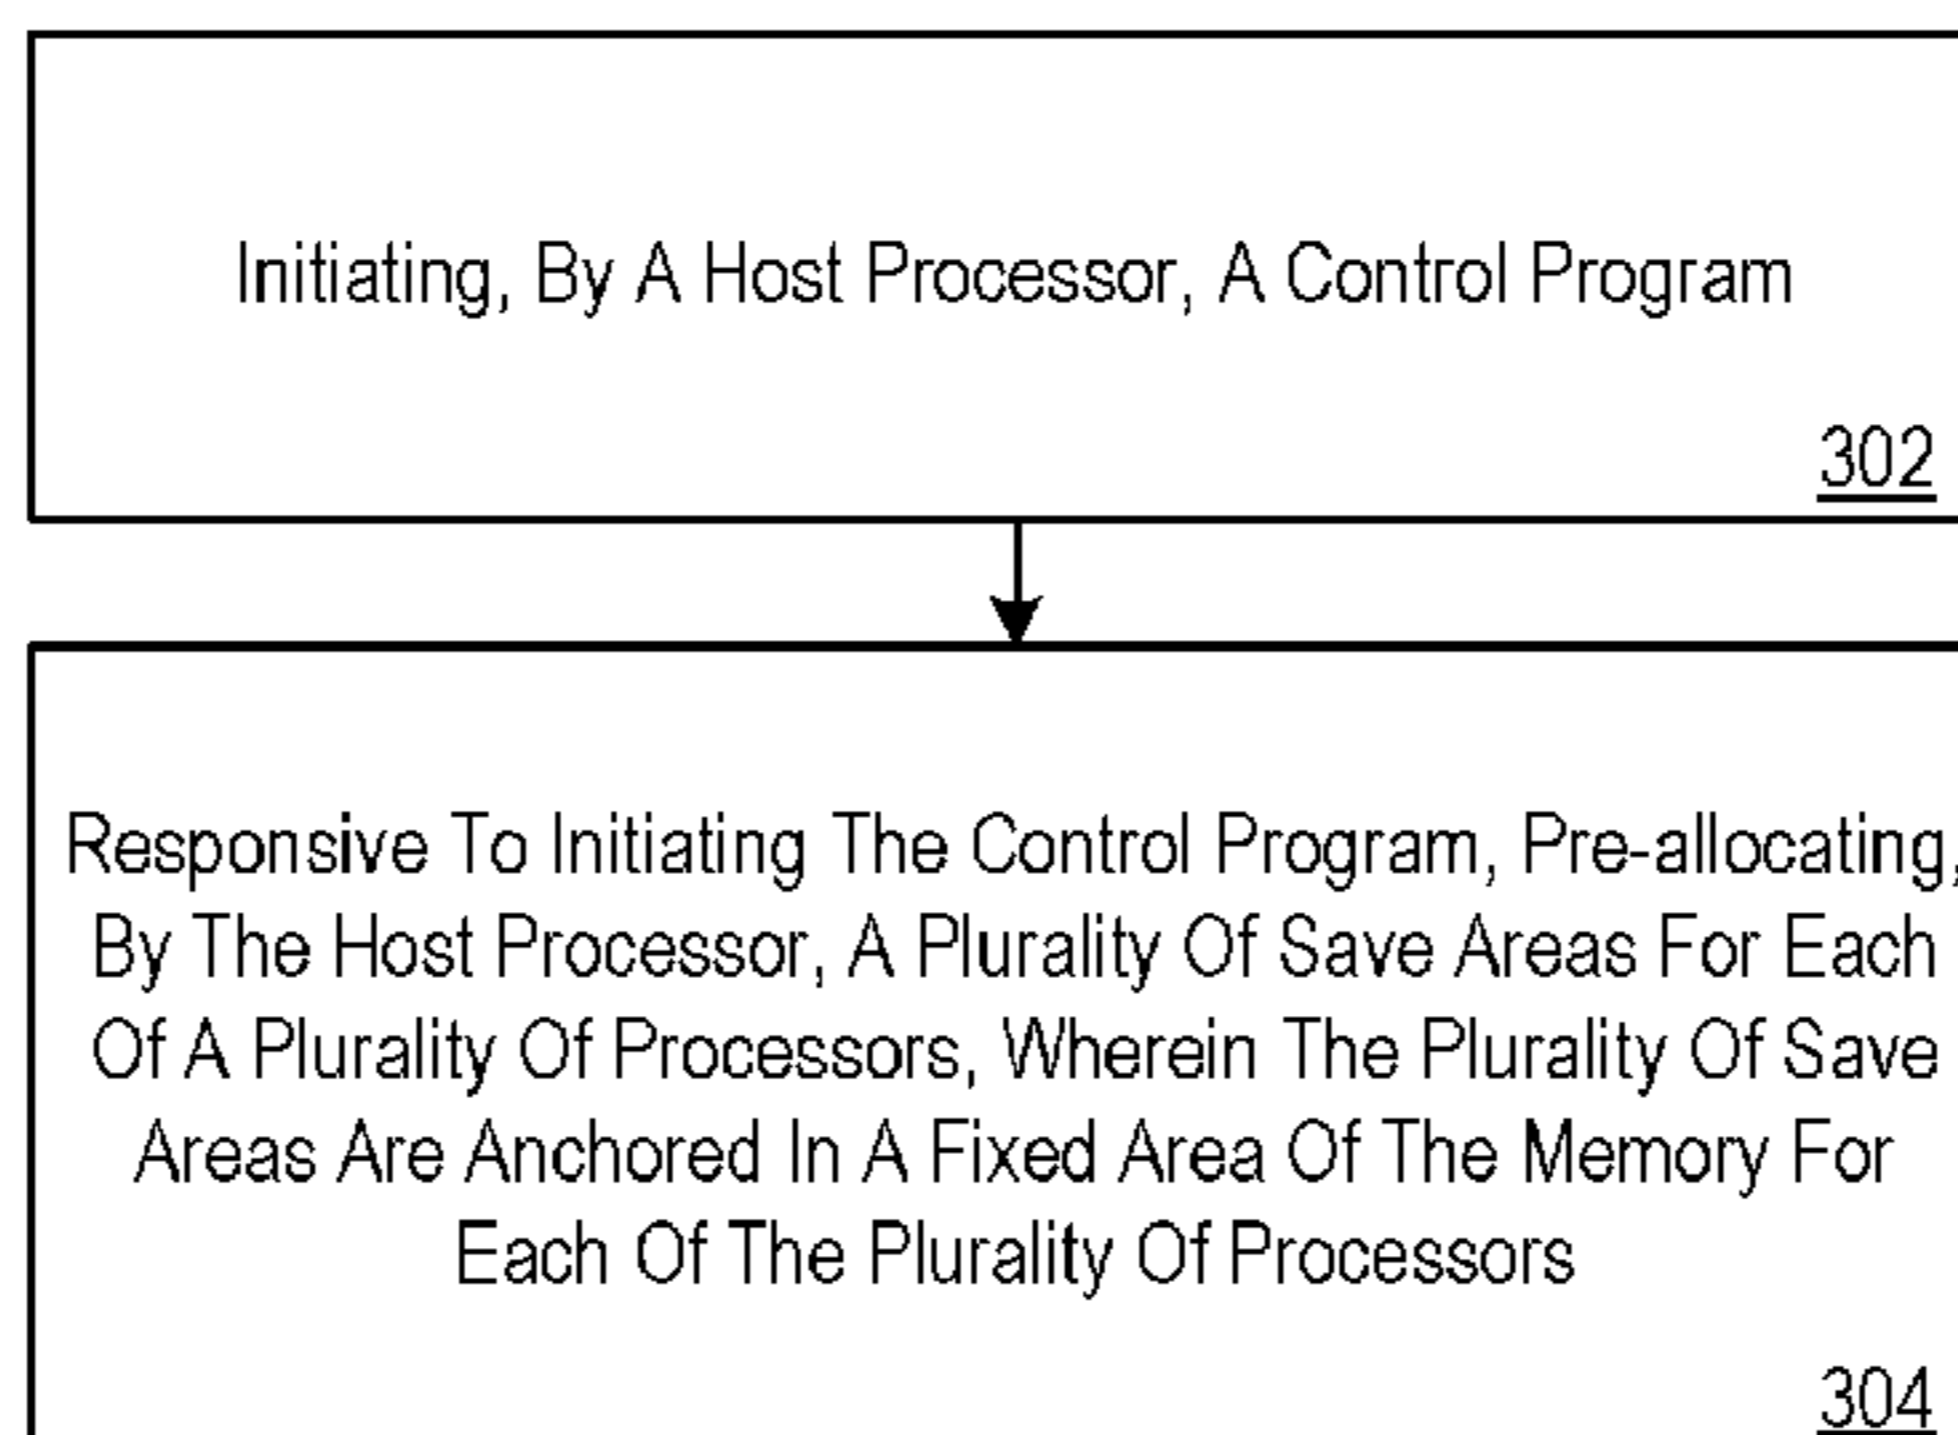 Initiating, By A Host Processor, A Control Program
302
Responsive To Initiating The Control Program, Pre-allocating,
By The Host Processor, A Plurality Of Save Areas For Each
Of A Plurality Of Processors, Wherein The Plurality Of Save
Areas Are Anchored In A Fixed Area Of The Memory For
Each Of The Plurality Of Processors
304